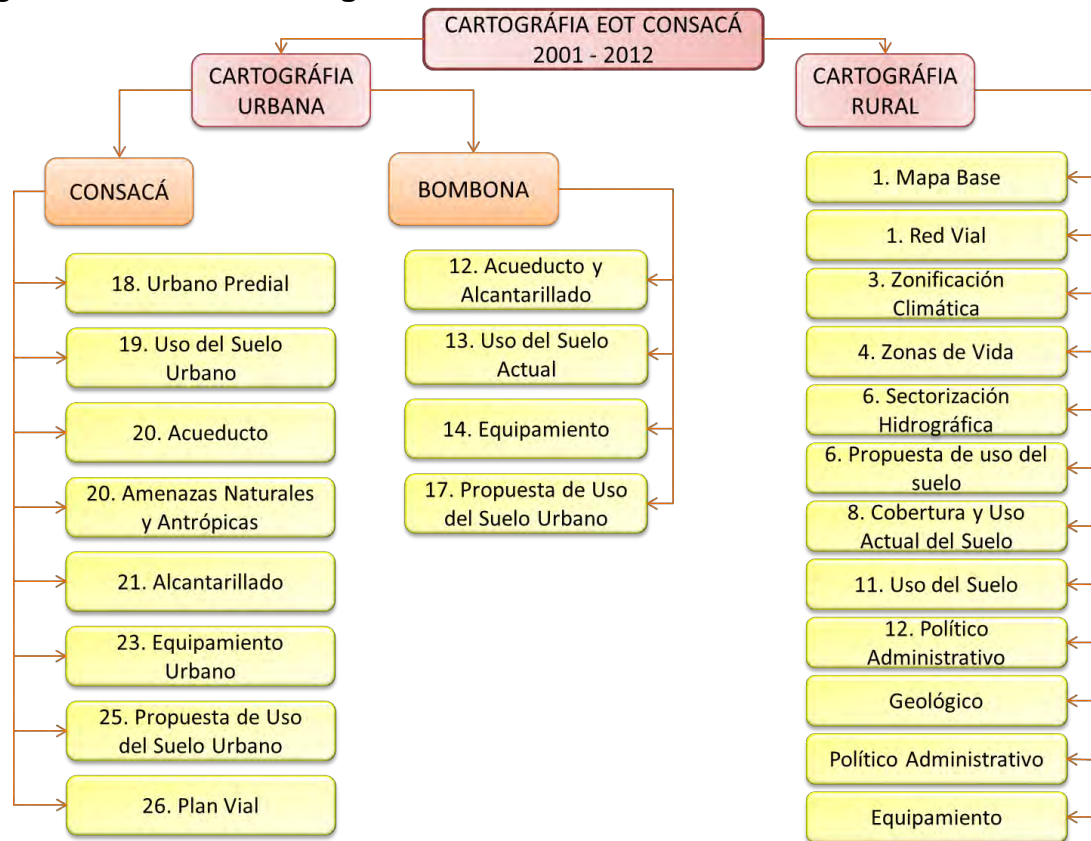 CARTOGRÁFIA EOT CONSACÁ
2001 - 2012
CARTOGRÁFIA
URBANA
CARTOGRÁFIA
RURAL
CONSACÁ
18. Urbano Predial
19. Uso del Suelo
Urbano
20. Acueducto
20. Amenazas Naturales
y Antrópicas
21. Alcantarillado
23. Equipamiento
Urbano
25. Propuesta de Uso
del Suelo Urbano
26. Plan Vial
BOMBONA
12. Acueducto y
Alcantarillado
13. Uso del Suelo
Actual
14. Equipamiento
17. Propuesta de Uso
del Suelo Urbano
1. Mapa Base
1. Red Vial
3. Zonificación
Climática
4. Zonas de Vida
6. Sectorización
Hidrográfica
6. Propuesta de uso del
suelo
8. Cobertura y Uso
Actual del Suelo
11. Uso del Suelo
12. Político
Administrativo
Geológico
Político Administrativo
Equipamiento